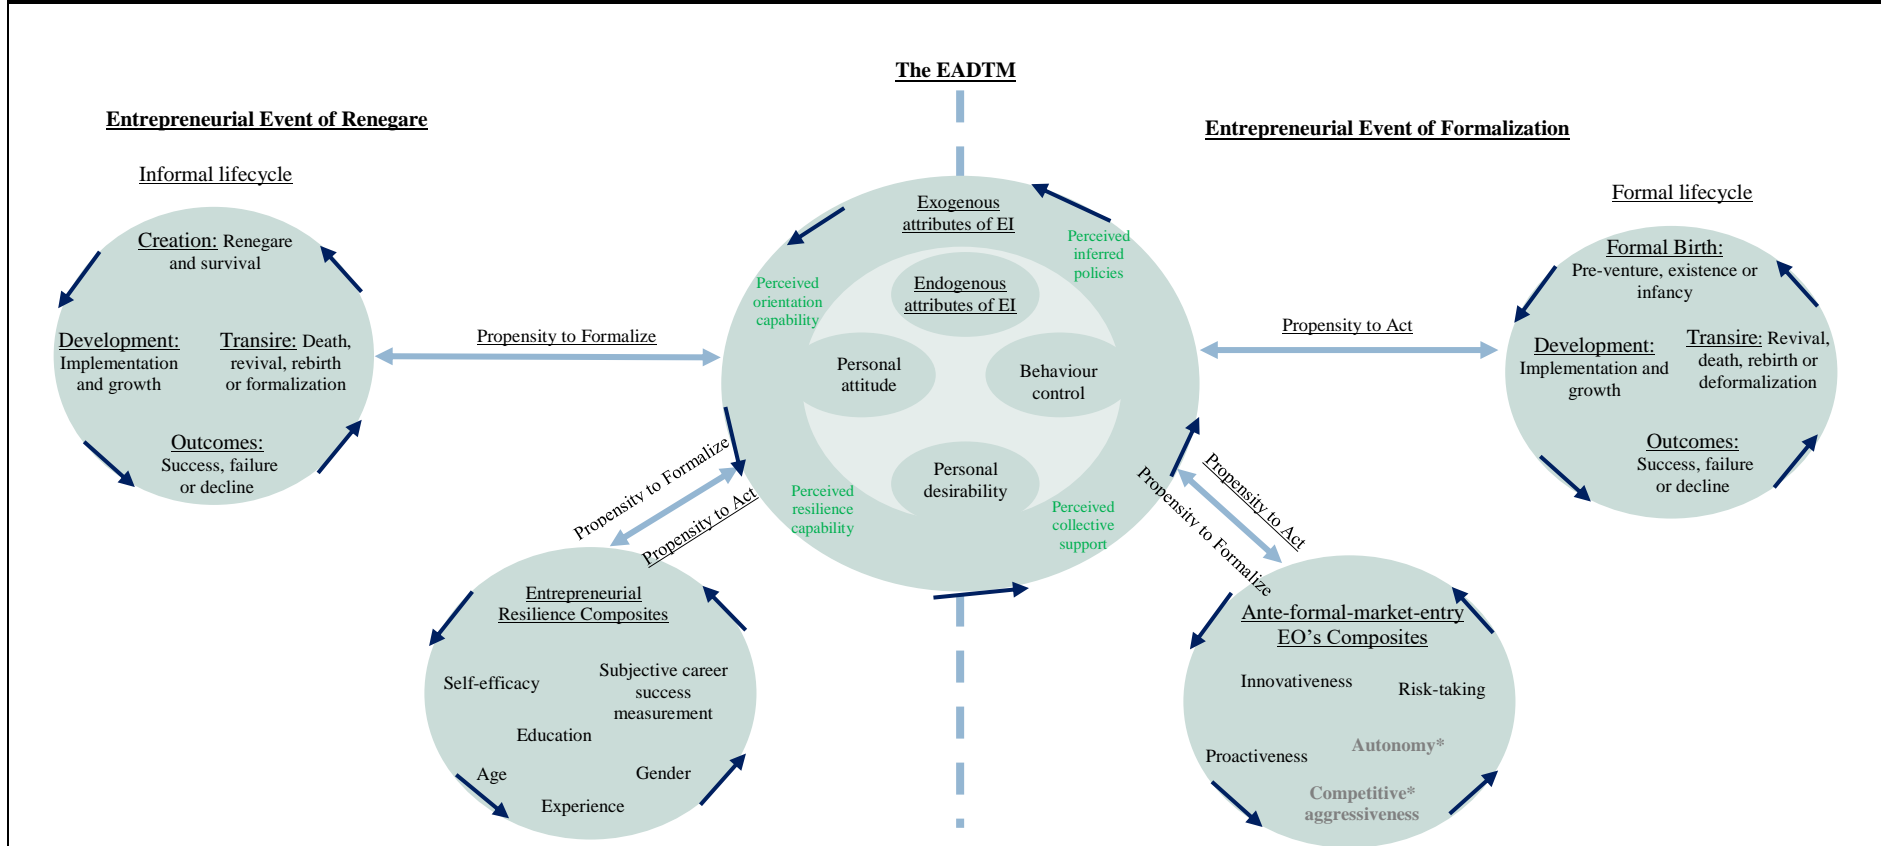 The EADTM
Entrepreneurial Event of Renegare
Entrepreneurial Event of Formalization
Informal lifecycle
Creation: Renegare
and survival
Development:
Implementation
and growth
Transire: Death,
revival, rebirth
or formalization
Outcomes:
Success, failure
or decline
Propensity to Formalize
Exogenous
attributes of EI
Perceived
inferred
policies
Perceived
orientation
capability
Endogenous
attributes of EI
Personal
attitude
Behaviour
control
Personal
desirability
Perceived
resilience
capability
Perceived
collective
support
Propensity to Act
Formal lifecycle
Formal Birth:
Pre-venture, existence or
infancy
Development:
Implementation and
growth
Transire: Revival,
death, rebirth or
deformalization
Outcomes:
Success, failure
or decline
Propensity to Formalize
Propensity to Act
Entrepreneurial
Resilience Composites
Self-efficacy
Subjective career
success
measurement
Education
Age
Gender
Experience
Propensity to Act
Propensity to Formalize
Ante-formal-market-entry
EO’s Composites
Innovativeness
Risk-taking
Proactiveness
Autonomy*
Competitive*
aggressiveness